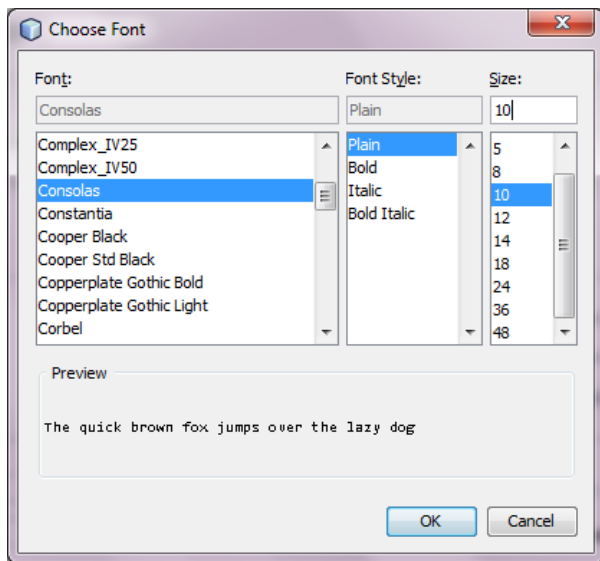 Choose Font
Font:
Font Style:
Size:
Consolas
Plain
10
Complex_IV25
Complex_IV50
Consolas
Constantia
Cooper Black
Cooper Std Black
Copperplate Gothic Bold
Copperplate Gothic Light
Corbel
Plain
Bold
Italic
Bold Italic
5
8
10
12
14
18
24
36
48
Preview
The quick brown fox jumps over the lazy dog
OK
Cancel